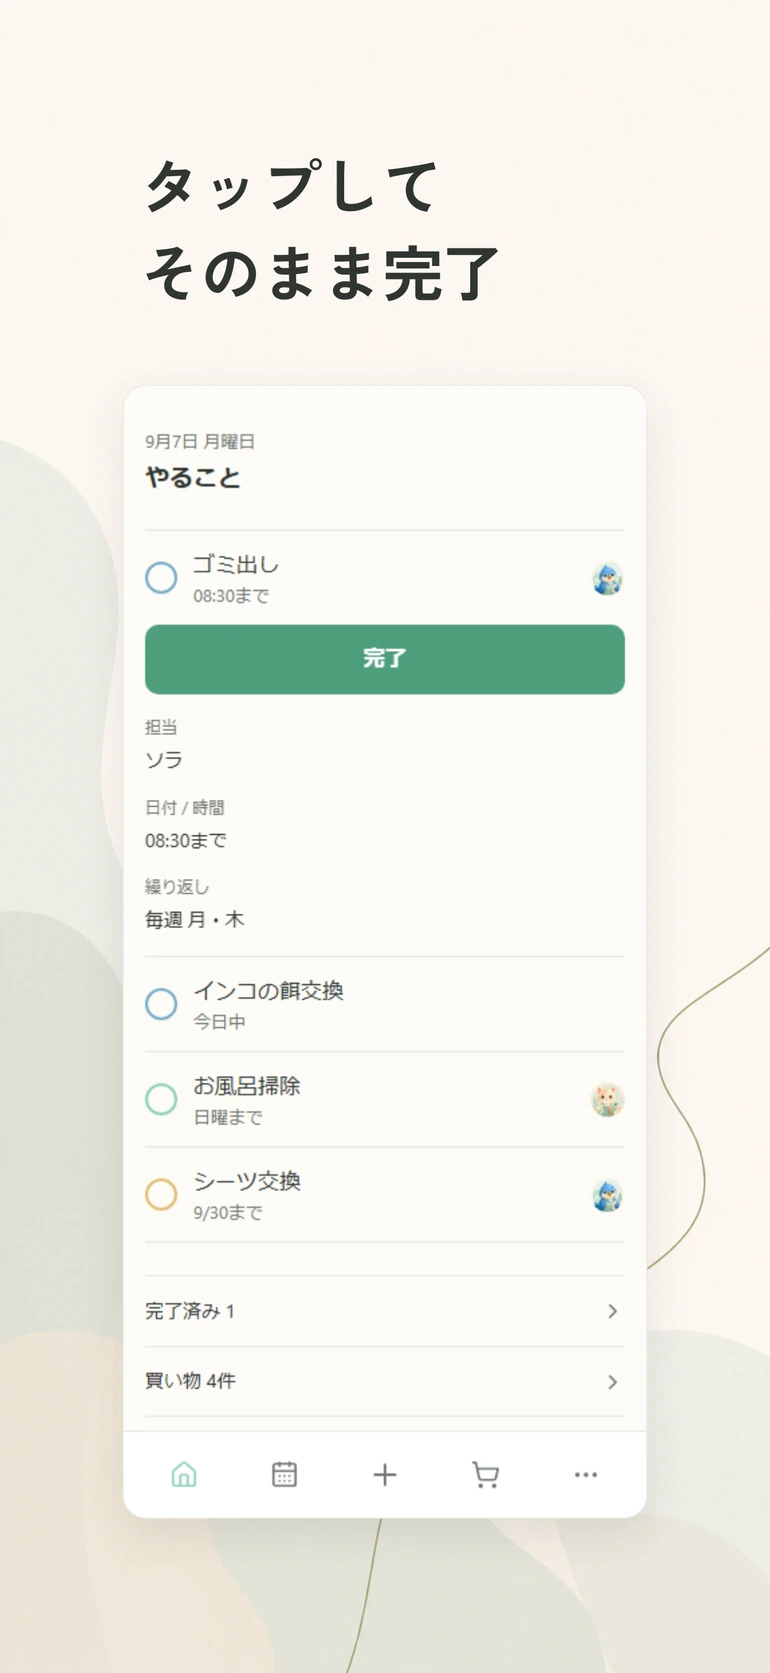 タップして
そのまま完了
9月7日 月曜日
やること
ゴミ出し
08:30まで
完了
担当
ソラ
日付 / 時間
08:30まで
繰り返し
毎週 月・木
インコの餌交換
今日中
お風呂掃除
日曜まで
シーツ交換
9/30まで
完了済み 1
買い物 4件